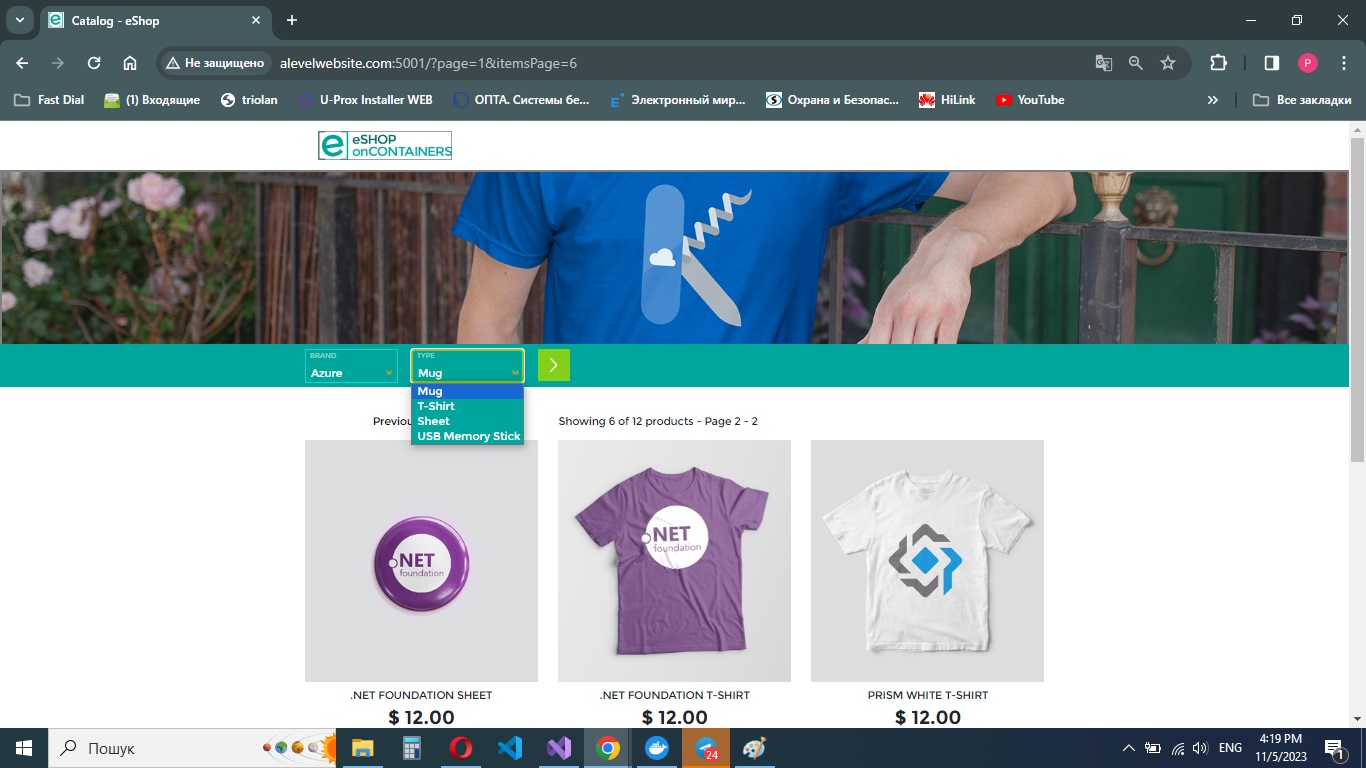 Catalog - eShop
Не защищено
alevelwebsite.com:5001/?page=1&itemsPage=6
P
Fast Dial
(1) Входящие
triolan
U-Prox Installer WEB
ОПТА. Системы бе...
Электронный мир...
Охрана и Безопас...
HiLink
YouTube
Все закладки
eSHOP
onCONTAINERS
BRAND
Azure
TYPE
Mug
Mug
T-Shirt
Sheet
USB Memory Stick
Showing 6 of 12 products - Page 2 - 2
.NET
foundation
.NET
foundation
.NET FOUNDATION SHEET
$ 12.00
.NET FOUNDATION T-SHIRT
$ 12.00
PRISM WHITE T-SHIRT
$ 12.00
Пошук
24
ENG
4:19 PM
11/5/2023
1